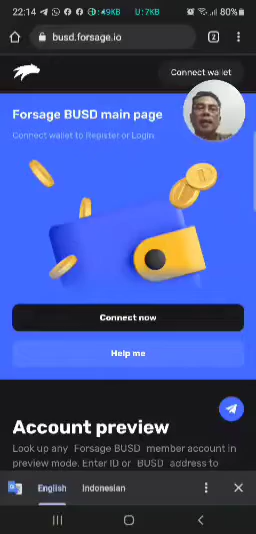 22:14
:49KB U:7KB
80%
busd.forsage.io
2
Connect wallet
Forsage BUSD main page
Connect wallet to Register or Login.
Connect now
Help me
Account preview
Look up any Forsage BUSD member account in
preview mode. Enter ID or BUSD address to
English Indonesian